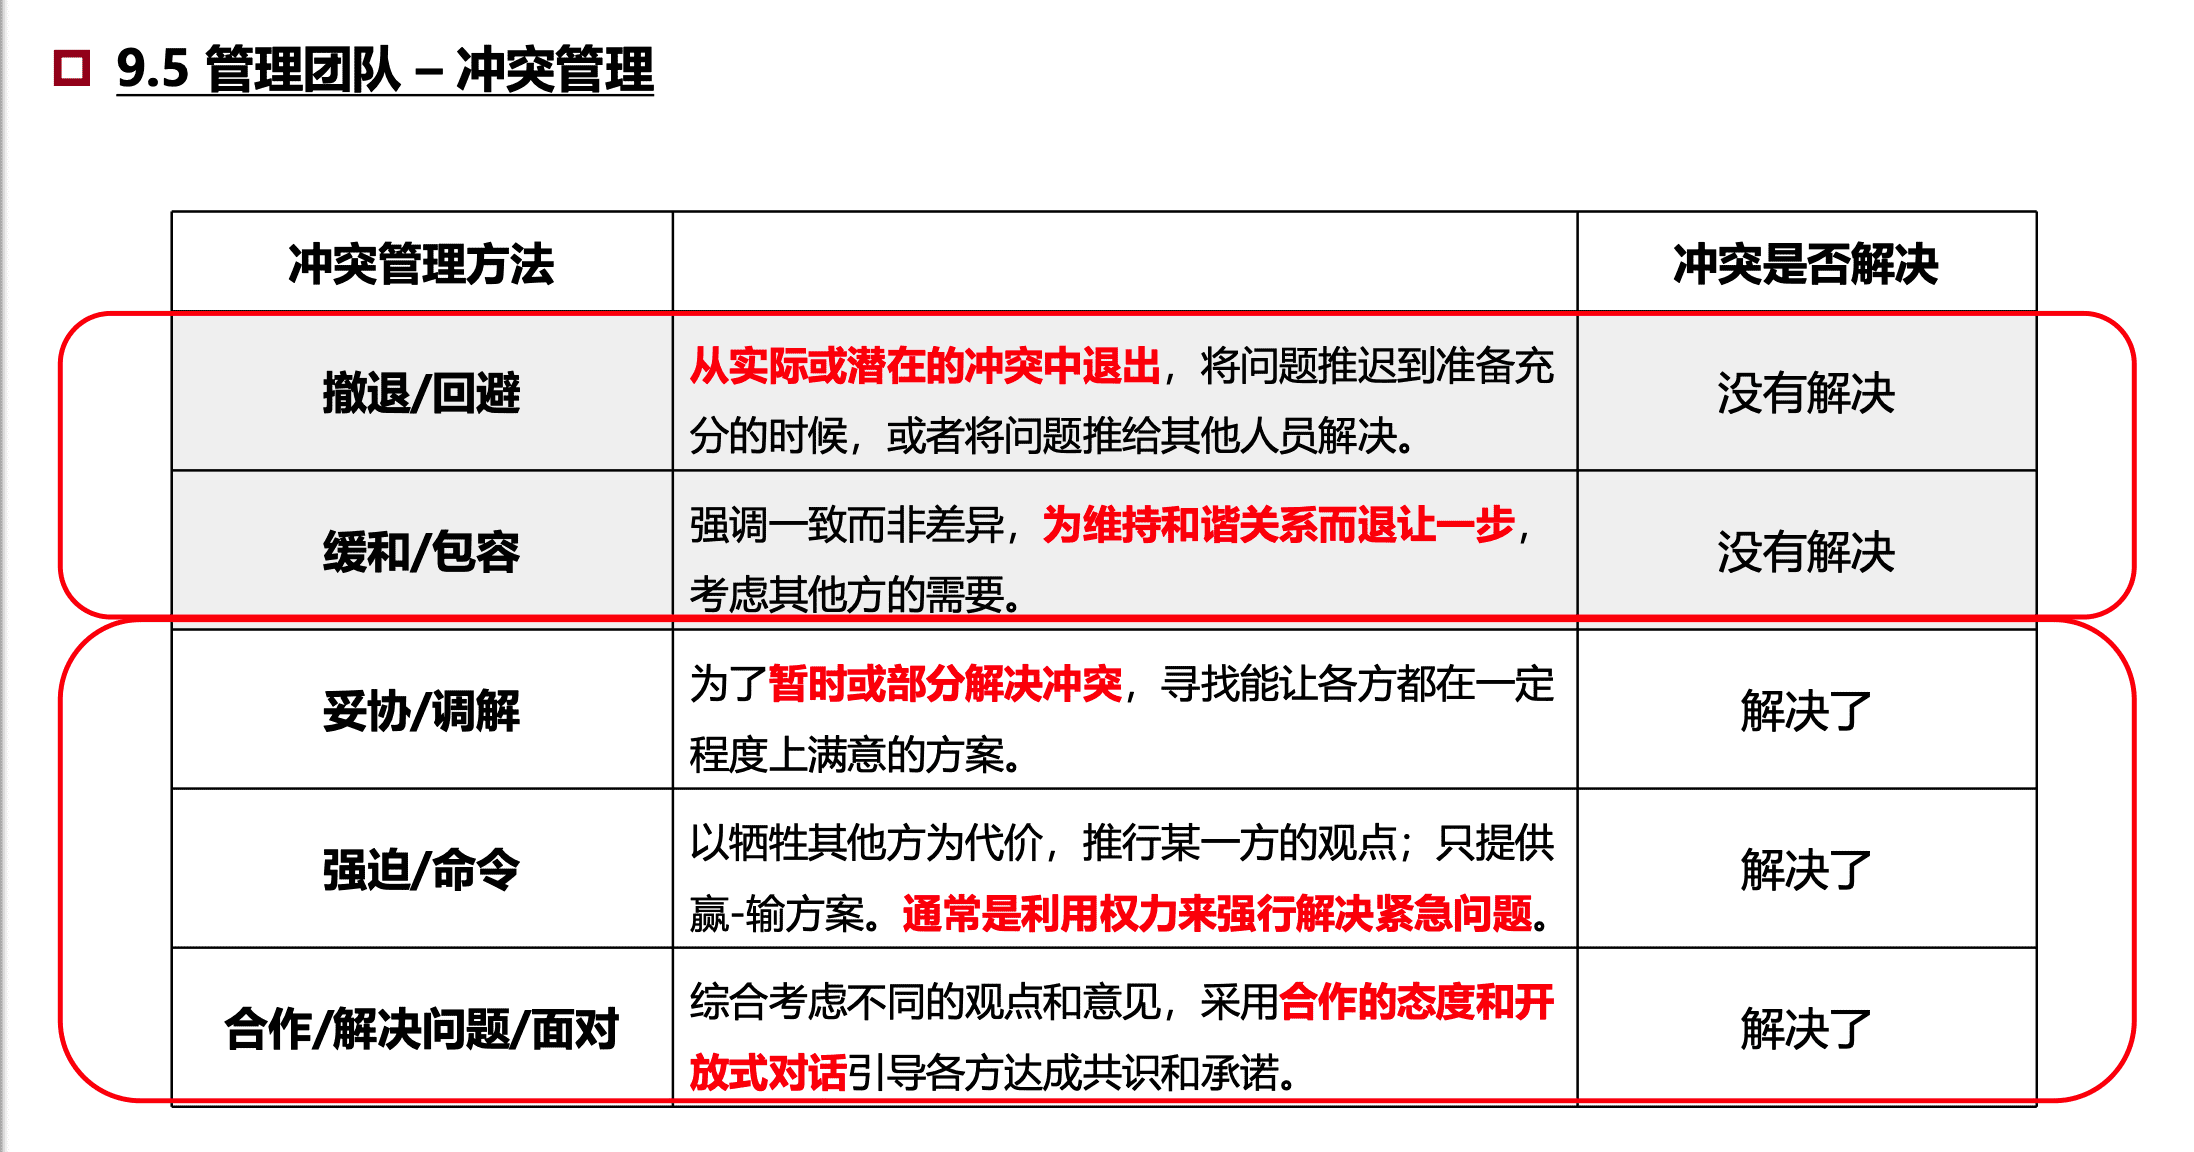 9.5 管理团队 – 冲突管理
冲突管理方法
冲突是否解决
撤退/回避
从实际或潜在的冲突中退出，将问题推迟到准备充
分的时候，或者将问题推给其他人员解决。
没有解决
缓和/包容
强调一致而非差异，为维持和谐关系而退让一步，
考虑其他方的需要。
没有解决
妥协/调解
为了暂时或部分解决冲突，寻找能让各方都在一定
程度上满意的方案。
解决了
强迫/命令
以牺牲其他方为代价，推行某一方的观点；只提供
赢-输方案。通常是利用权力来强行解决紧急问题。
解决了
合作/解决问题/面对
综合考虑不同的观点和意见，采用合作的态度和开
放式对话引导各方达成共识和承诺。
解决了